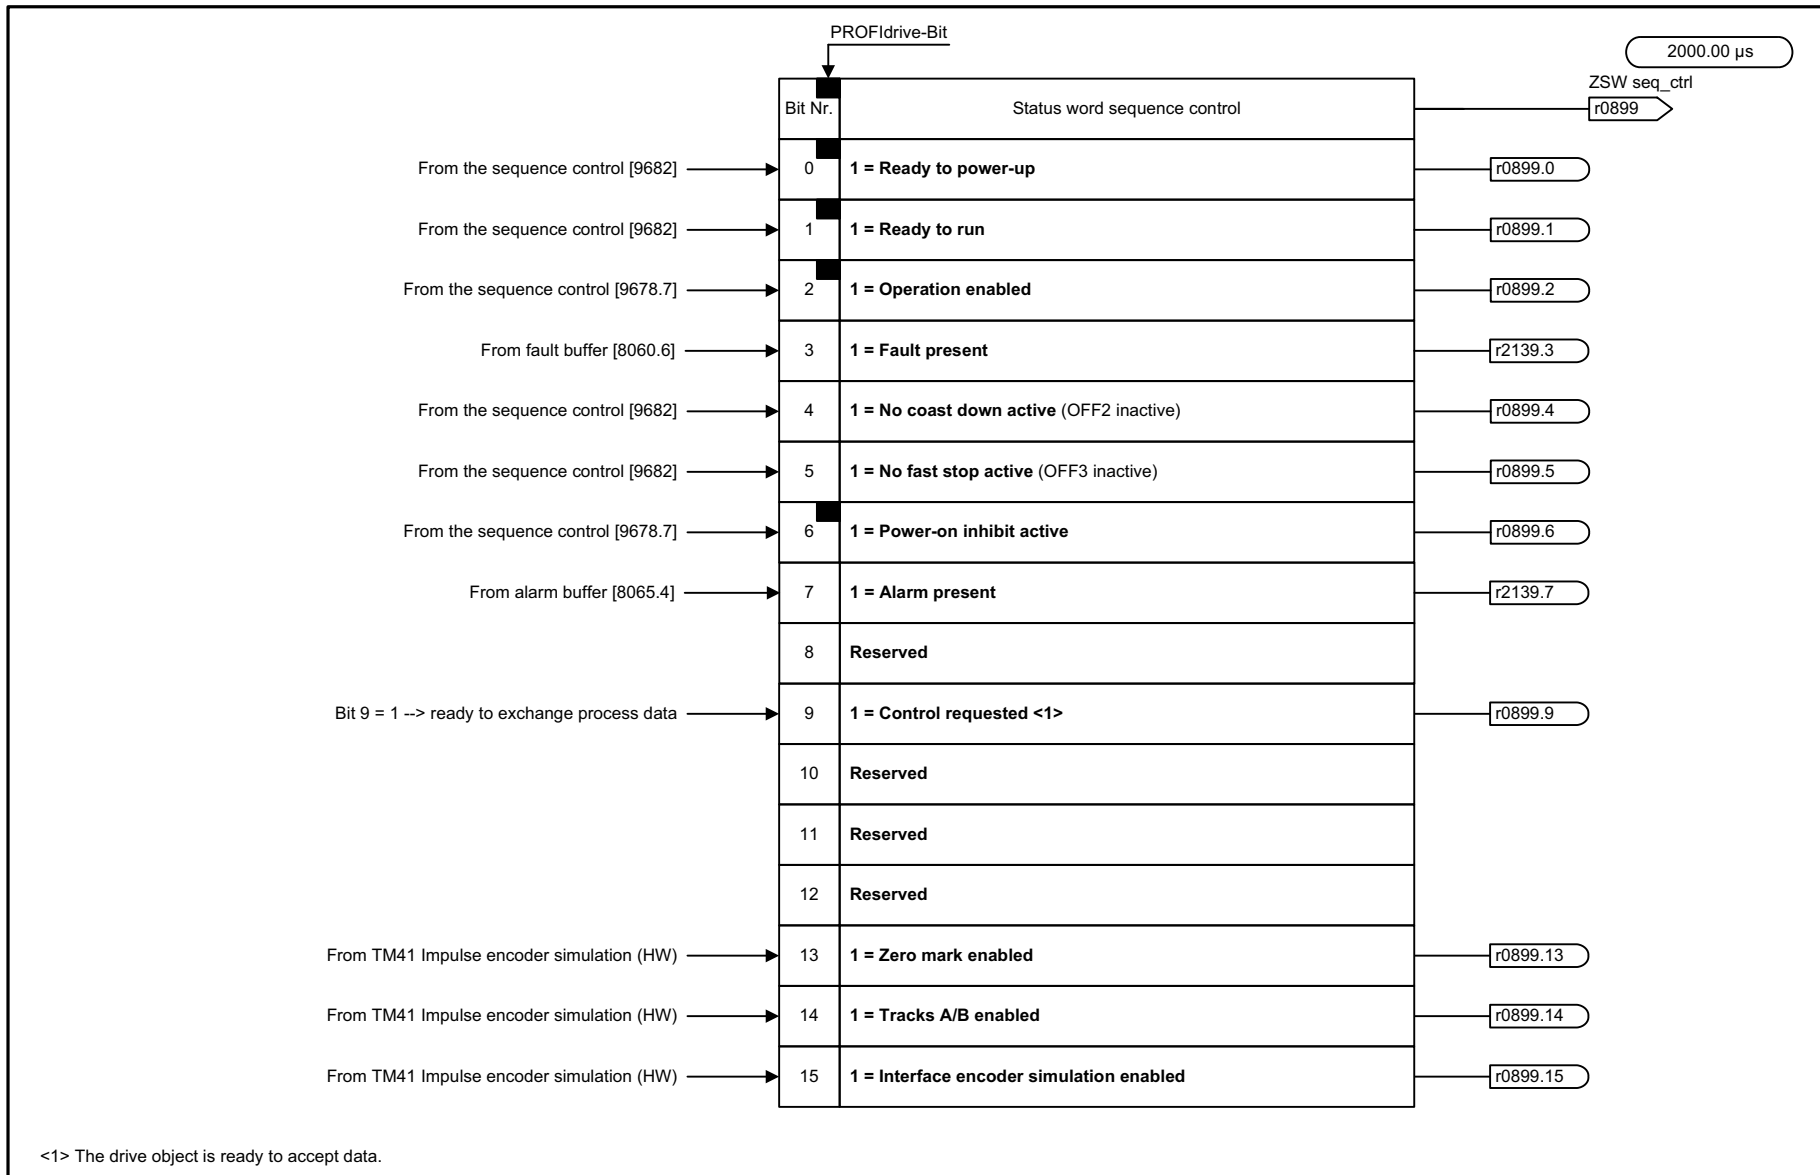 PROFIdrive-Bit
2000.00 µs
ZSW seq_ctrl
Bit Nr. Status word sequence control r0899
From the sequence control [9682] 0 1 = Ready to power-up r0899.0
From the sequence control [9682] 1 1 = Ready to run r0899.1
From the sequence control [9678.7] 2 1 = Operation enabled r0899.2
From fault buffer [8060.6] 3 1 = Fault present r2139.3
From the sequence control [9682] 4 1 = No coast down active (OFF2 inactive) r0899.4
From the sequence control [9682] 5 1 = No fast stop active (OFF3 inactive) r0899.5
From the sequence control [9678.7] 6 1 = Power-on inhibit active r0899.6
From alarm buffer [8065.4] 7 1 = Alarm present r2139.7
8 Reserved
Bit 9 = 1 --> ready to exchange process data 9 1 = Control requested <1> r0899.9
10 Reserved
11 Reserved
12 Reserved
From TM41 Impulse encoder simulation (HW) 13 1 = Zero mark enabled r0899.13
From TM41 Impulse encoder simulation (HW) 14 1 = Tracks A/B enabled r0899.14
From TM41 Impulse encoder simulation (HW) 15 1 = Interface encoder simulation enabled r0899.15
<1> The drive object is ready to accept data.